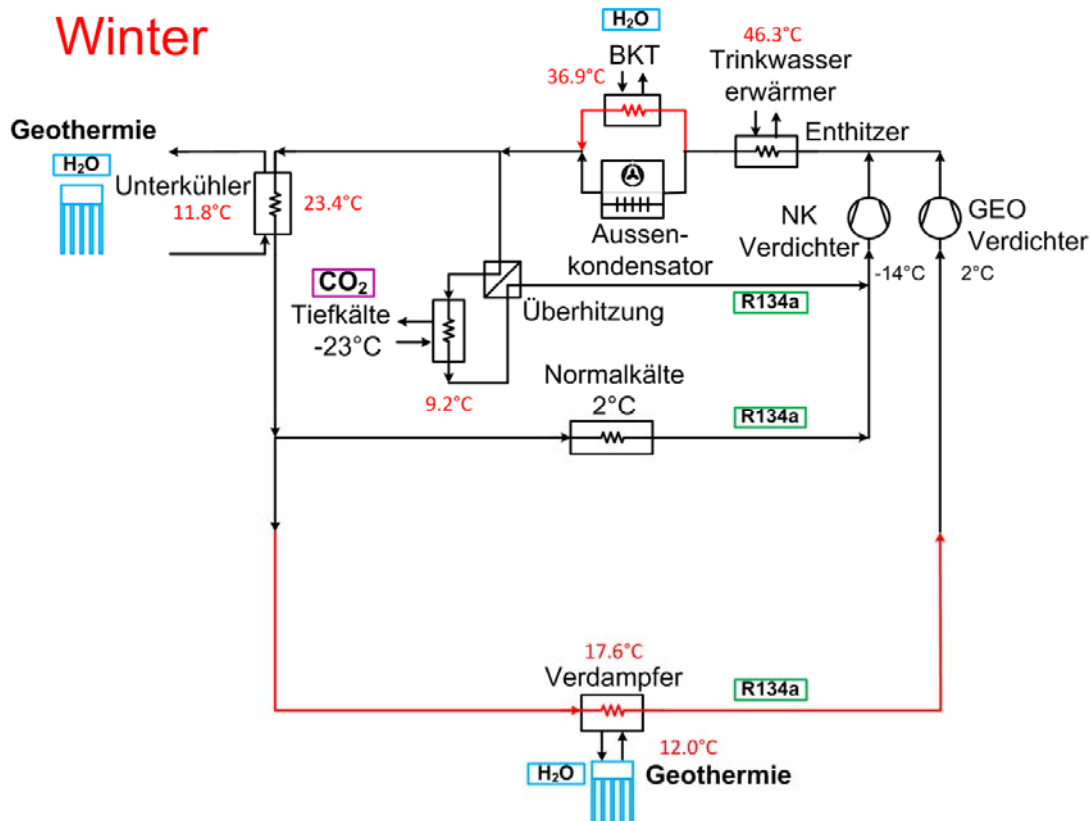 Winter
H₂O
BKT
36.9°C
46.3°C
Trinkwasser
erwärmer
Enthitzer
Geothermie
H₂O
Unterkühler
11.8°C
23.4°C
Aussen-
kondensator
NK
Verdichter
-14°C
GEO
Verdichter
2°C
CO₂
Tiefkälte
-23°C
9.2°C
Überhitzung
R134a
Normalkälte
2°C
R134a
17.6°C
Verdampfer
R134a
12.0°C
H₂O
Geothermie